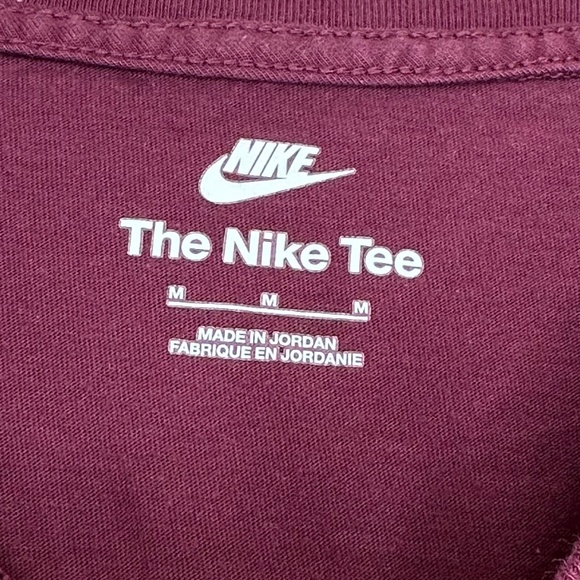 NIKE
The Nike Tee
M M M
MADE IN JORDAN
FABRIQUE EN JORDANIE